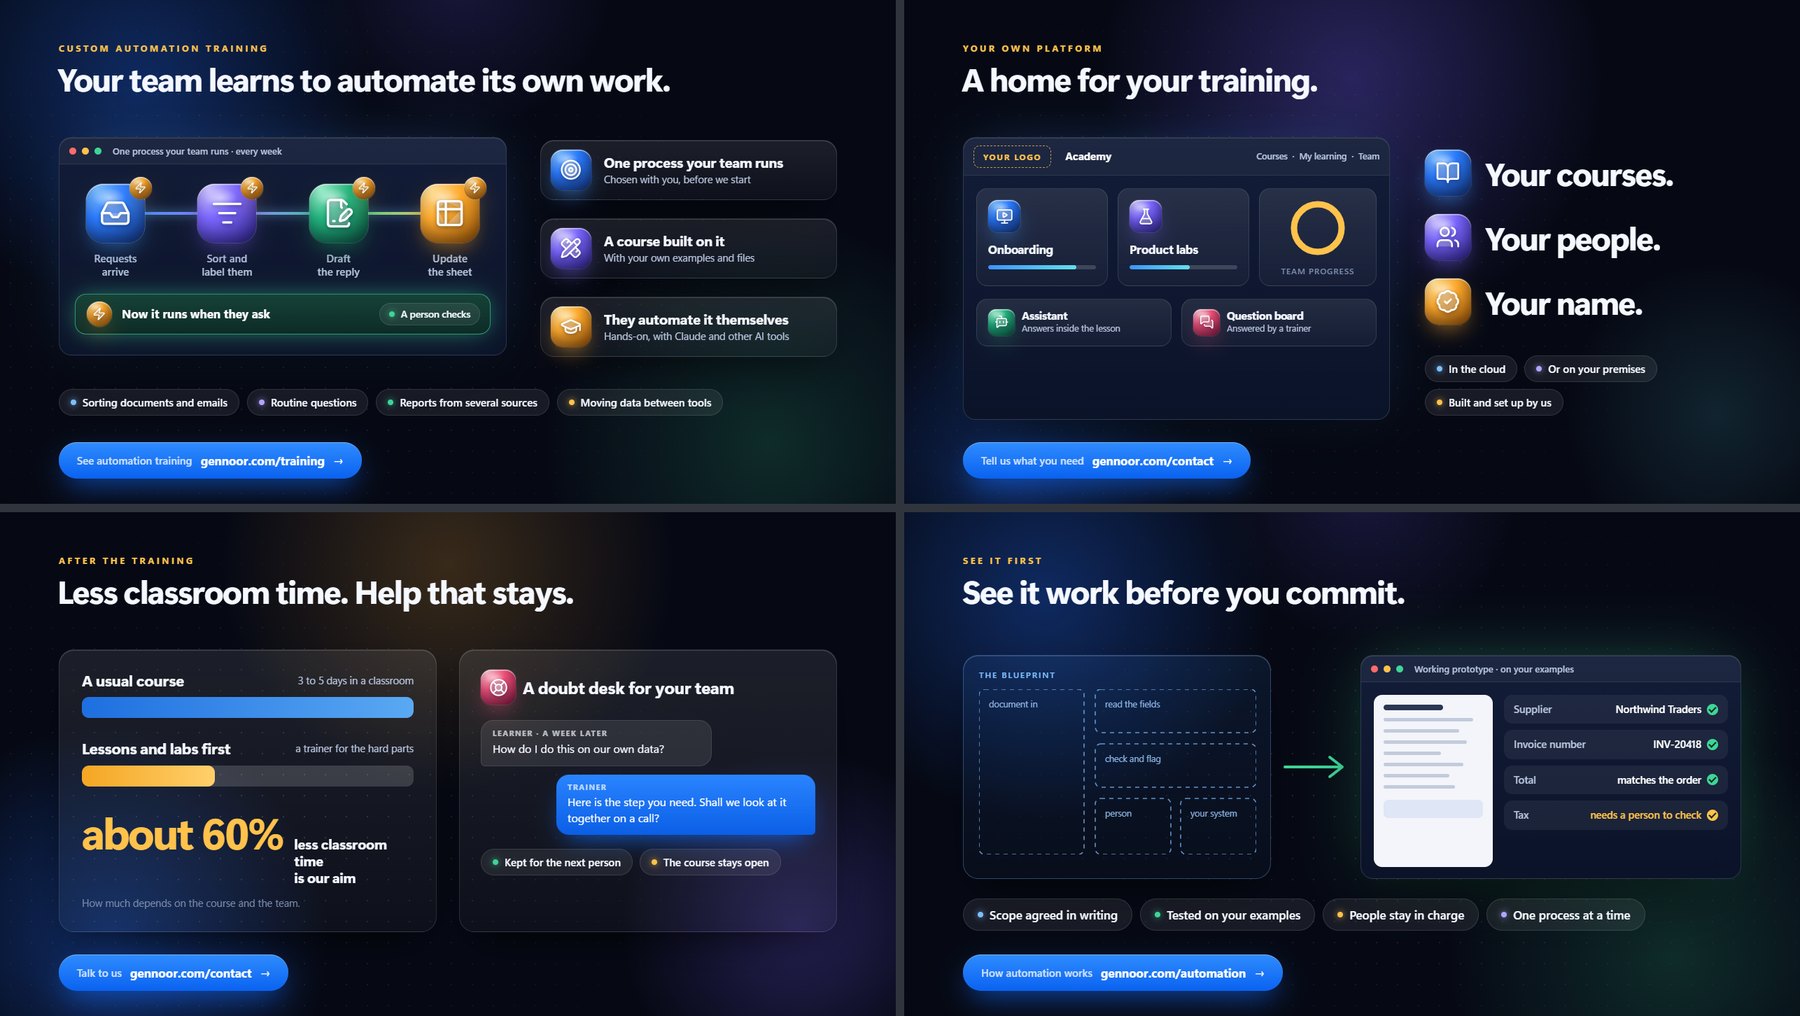 CUSTOM AUTOMATION TRAINING
Your team learns to automate its own work.
One process your team runs · every week
Requests
arrive
Sort and
label them
Draft
the reply
Update
the sheet
Now it runs when they ask
A person checks
One process your team runs
Chosen with you, before we start
A course built on it
With your own examples and files
They automate it themselves
Hands-on, with Claude and other AI tools
Sorting documents and emails
Routine questions
Reports from several sources
Moving data between tools
See automation training gennoor.com/training →
YOUR OWN PLATFORM
A home for your training.
YOUR LOGO
Academy
Courses · My learning · Team
Onboarding
Product labs
TEAM PROGRESS
Assistant
Answers inside the lesson
Question board
Answered by a trainer
Your courses.
Your people.
Your name.
In the cloud
Or on your premises
Built and set up by us
Tell us what you need gennoor.com/contact →
AFTER THE TRAINING
Less classroom time. Help that stays.
A usual course
3 to 5 days in a classroom
Lessons and labs first
a trainer for the hard parts
about 60%
less classroom
time
is our aim
How much depends on the course and the team.
A doubt desk for your team
LEARNER · A WEEK LATER
How do I do this on our own data?
TRAINER
Here is the step you need. Shall we look at it
together on a call?
Kept for the next person
The course stays open
Talk to us gennoor.com/contact →
SEE IT FIRST
See it work before you commit.
THE BLUEPRINT
document in
read the fields
check and flag
person
your system
Working prototype · on your examples
Supplier
Northwind Traders
Invoice number
INV-20418
Total
matches the order
Tax
needs a person to check
Scope agreed in writing
Tested on your examples
People stay in charge
One process at a time
How automation works gennoor.com/automation →